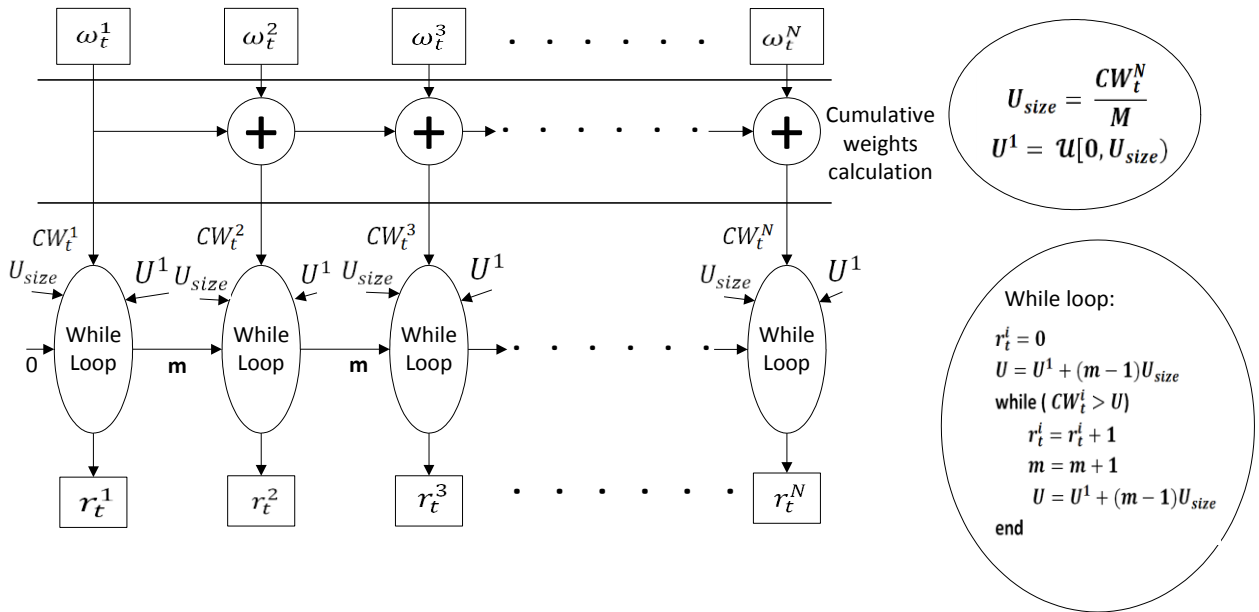 ω_t^1 ω_t^2 ω_t^3 . . . . . . ω_t^N
+ + . . . . . . +
Cumulative
weights
calculation
CW_t^1 CW_t^2 CW_t^3 CW_t^N
U_size U^1 U_size U^1 U_size U^1 U_size U^1
While
Loop
While
Loop
While
Loop
While
Loop
0 m m . . . . . .
r_t^1 r_t^2 r_t^3 . . . . . . r_t^N
U_size = CW_t^N / M
U^1 = 𝒰[0, U_size)
While loop:
r_t^i = 0
U = U^1 + (m − 1)U_size
while ( CW_t^i > U)
r_t^i = r_t^i + 1
m = m + 1
U = U^1 + (m − 1)U_size
end